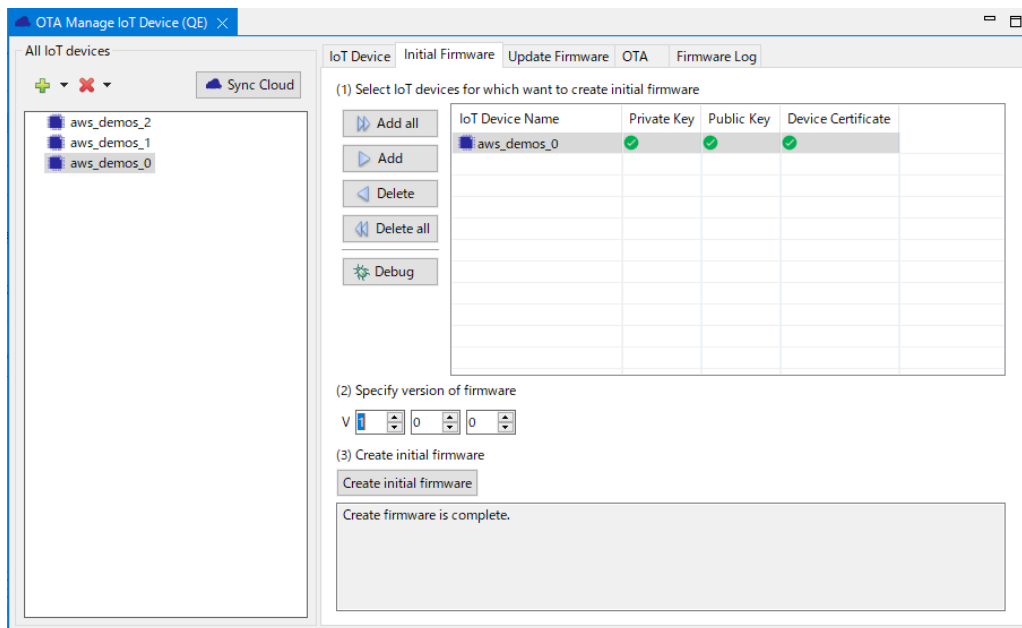 OTA Manage IoT Device (QE)
All IoT devices
Sync Cloud
aws_demos_2
aws_demos_1
aws_demos_0
IoT Device Initial Firmware Update Firmware OTA Firmware Log
(1) Select IoT devices for which want to create initial firmware
Add all
Add
Delete
Delete all
Debug
IoT Device Name Private Key Public Key Device Certificate
aws_demos_0
(2) Specify version of firmware
V 1 0 0
(3) Create initial firmware
Create initial firmware
Create firmware is complete.